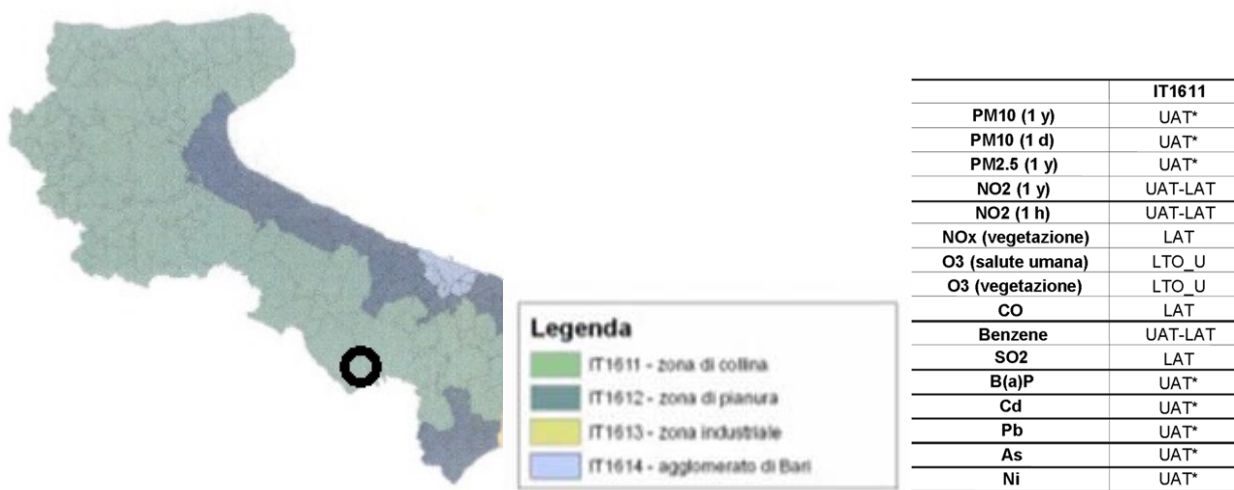 Legenda
IT1611 - zona di collina
IT1612 - zona di pianura
IT1613 - zona industriale
IT1614 - agglomerato di Bari
IT1611
PM10 (1 y) UAT*
PM10 (1 d) UAT*
PM2.5 (1 y) UAT*
NO2 (1 y) UAT-LAT
NO2 (1 h) UAT-LAT
NOx (vegetazione) LAT
O3 (salute umana) LTO_U
O3 (vegetazione) LTO_U
CO LAT
Benzene UAT-LAT
SO2 LAT
B(a)P UAT*
Cd UAT*
Pb UAT*
As UAT*
Ni UAT*